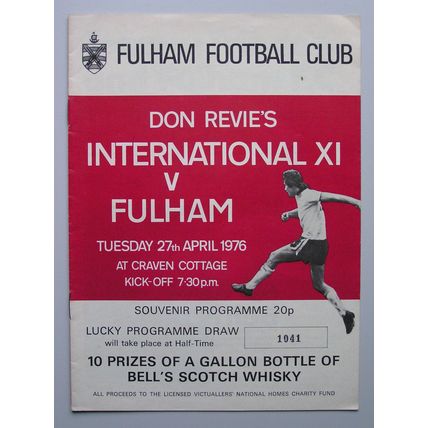 FULHAM FOOTBALL CLUB
DON REVIE'S
INTERNATIONAL XI
V
FULHAM
TUESDAY 27th APRIL 1976
AT CRAVEN COTTAGE
KICK-OFF 7·30p.m.
SOUVENIR PROGRAMME 20p
LUCKY PROGRAMME DRAW
will take place at Half-Time
1041
10 PRIZES OF A GALLON BOTTLE OF
BELL'S SCOTCH WHISKY
ALL PROCEEDS TO THE LICENSED VICTUALLERS' NATIONAL HOMES CHARITY FUND